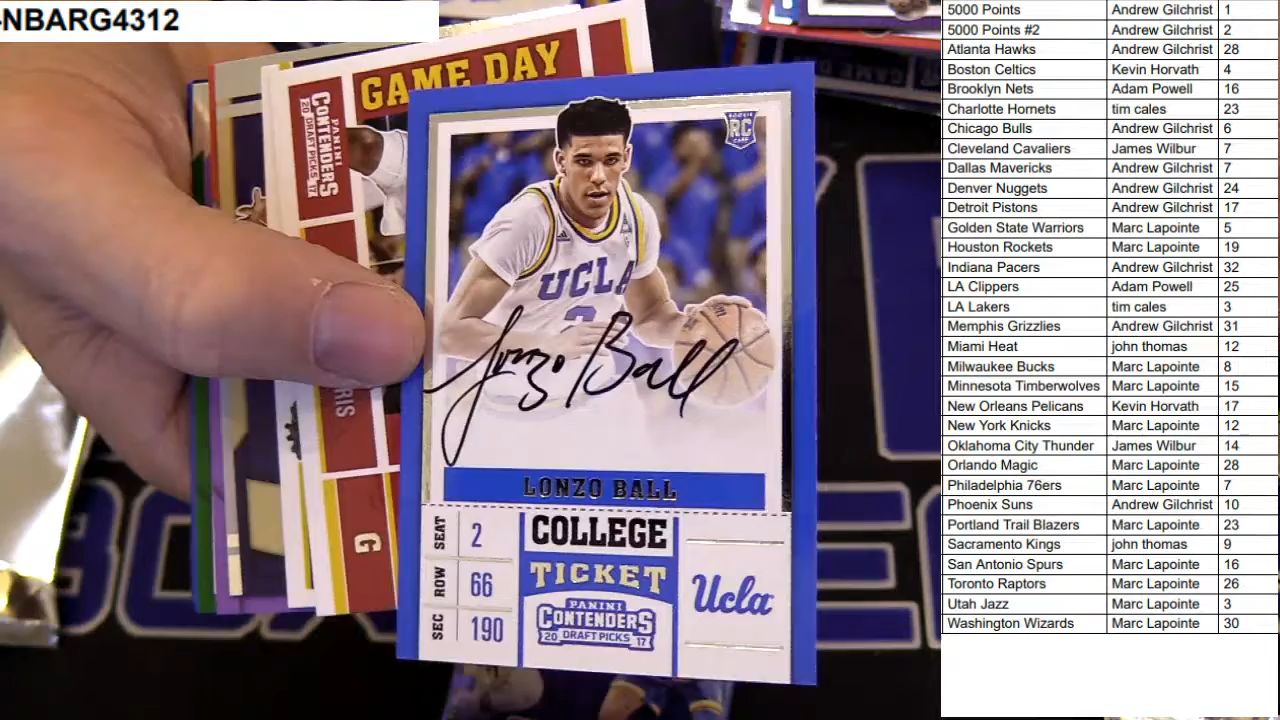 -NBARG4312
GAME DAY
PANINI
CONTENDERS
20 DRAFT PICKS 17
RIS
G
ROOKIE
RC
CARD
UCLA
2
Lonzo Ball
LONZO BALL
SEAT 2
ROW 66
SEC 190
COLLEGE
TICKET
PANINI
CONTENDERS
20 DRAFT PICKS 17
Ucla
5000 Points Andrew Gilchrist 1
5000 Points #2 Andrew Gilchrist 2
Atlanta Hawks Andrew Gilchrist 28
Boston Celtics Kevin Horvath 4
Brooklyn Nets Adam Powell 16
Charlotte Hornets tim cales 23
Chicago Bulls Andrew Gilchrist 6
Cleveland Cavaliers James Wilbur 7
Dallas Mavericks Andrew Gilchrist 7
Denver Nuggets Andrew Gilchrist 24
Detroit Pistons Andrew Gilchrist 17
Golden State Warriors Marc Lapointe 5
Houston Rockets Marc Lapointe 19
Indiana Pacers Andrew Gilchrist 32
LA Clippers Adam Powell 25
LA Lakers tim cales 3
Memphis Grizzlies Andrew Gilchrist 31
Miami Heat john thomas 12
Milwaukee Bucks Marc Lapointe 8
Minnesota Timberwolves Marc Lapointe 15
New Orleans Pelicans Kevin Horvath 17
New York Knicks Marc Lapointe 12
Oklahoma City Thunder James Wilbur 14
Orlando Magic Marc Lapointe 28
Philadelphia 76ers Marc Lapointe 7
Phoenix Suns Andrew Gilchrist 10
Portland Trail Blazers Marc Lapointe 23
Sacramento Kings john thomas 9
San Antonio Spurs Marc Lapointe 16
Toronto Raptors Marc Lapointe 26
Utah Jazz Marc Lapointe 3
Washington Wizards Marc Lapointe 30